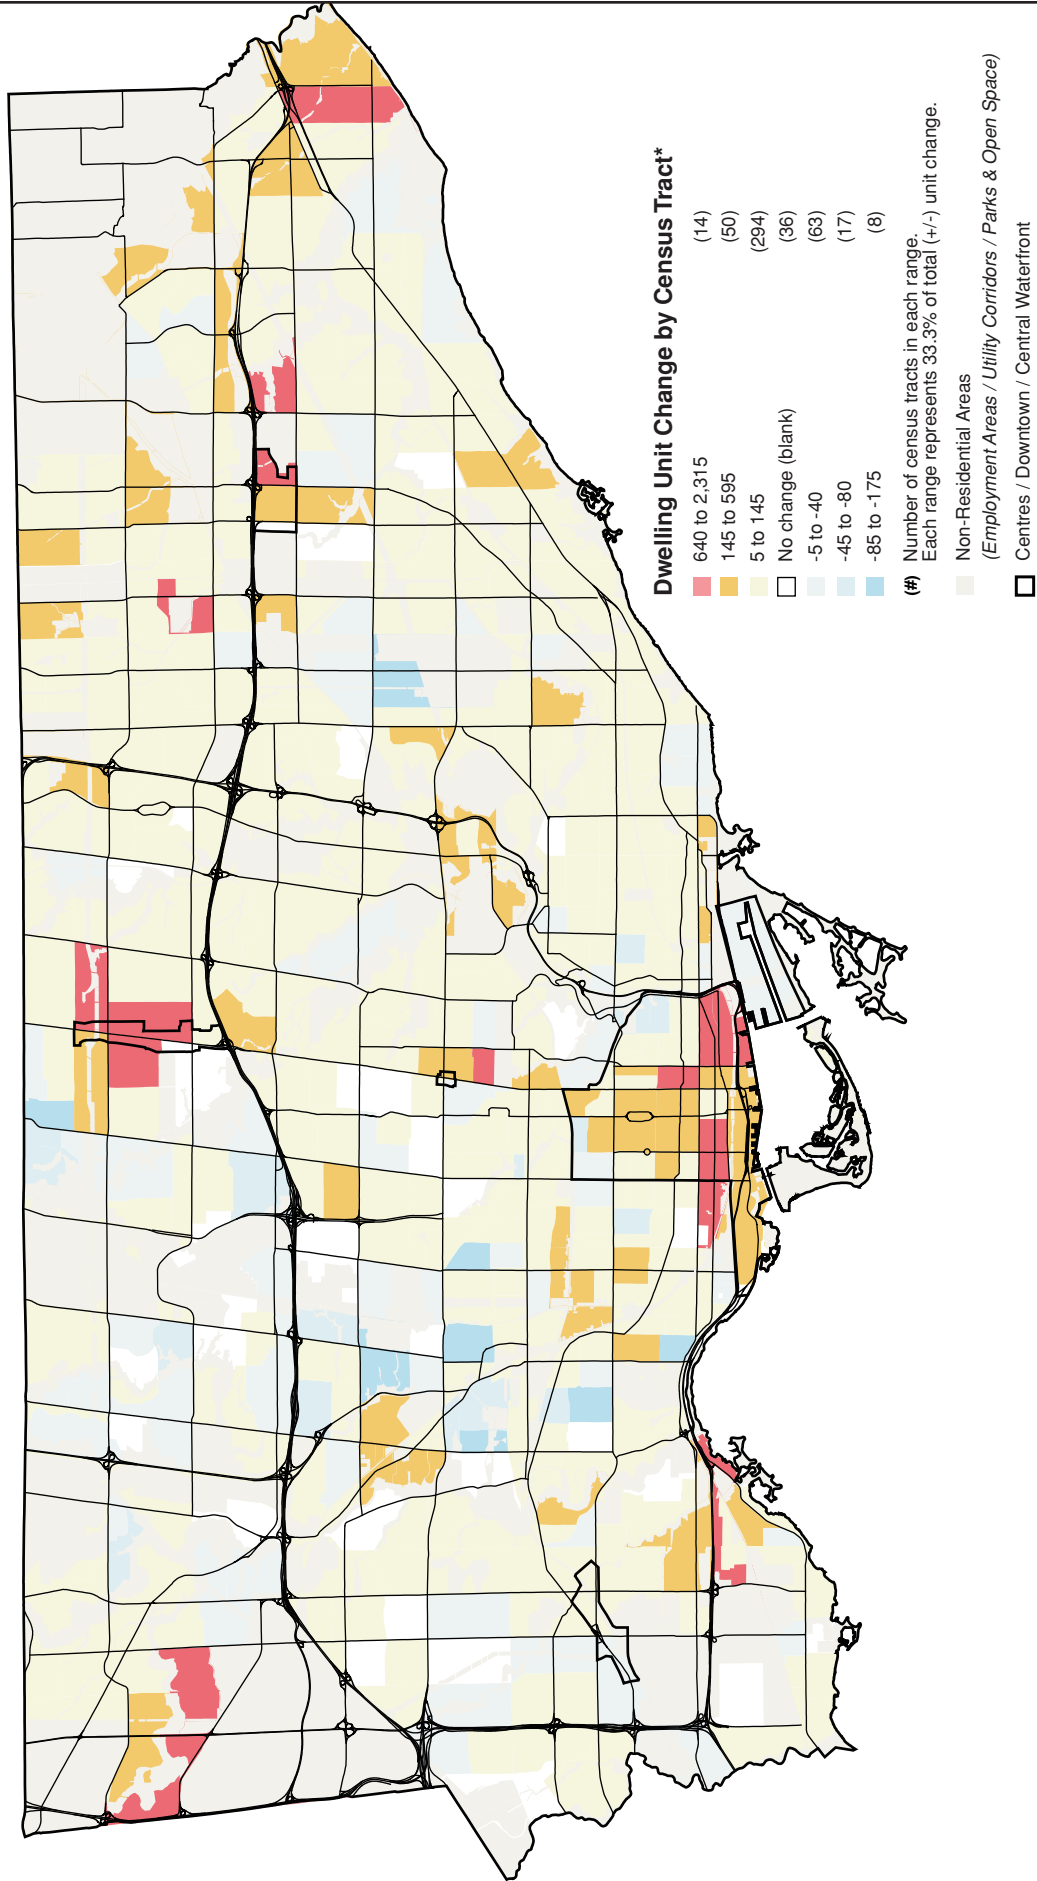 Dwelling Unit Change by Census Tract*
640 to 2,315 (14)
145 to 595 (50)
5 to 145 (294)
No change (blank) (36)
-5 to -40 (63)
-45 to -80 (17)
-85 to -175 (8)
(#) Number of census tracts in each range.
Each range represents 33.3% of total (+/-) unit change.
Non-Residential Areas
(Employment Areas / Utility Corridors / Parks & Open Space)
Centres / Downtown / Central Waterfront